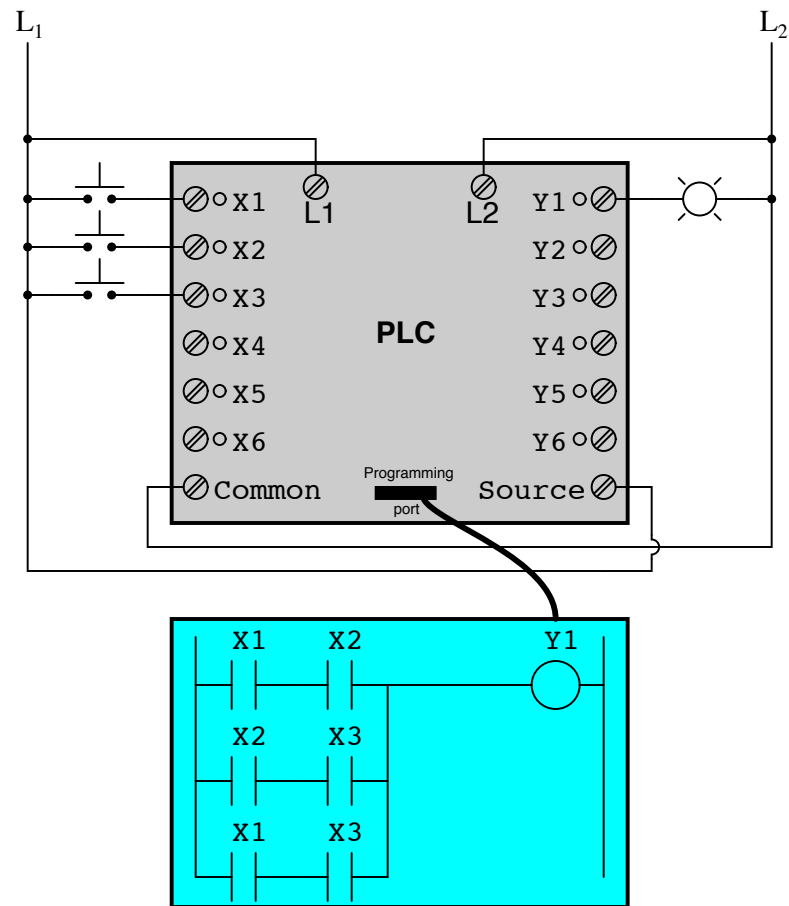 L1 L2
L1 L2
X1 Y1
X2 Y2
X3 Y3
PLC
X4 Y4
X5 Y5
X6 Y6
Common Programming port Source
X1 X2 Y1
X2 X3
X1 X3